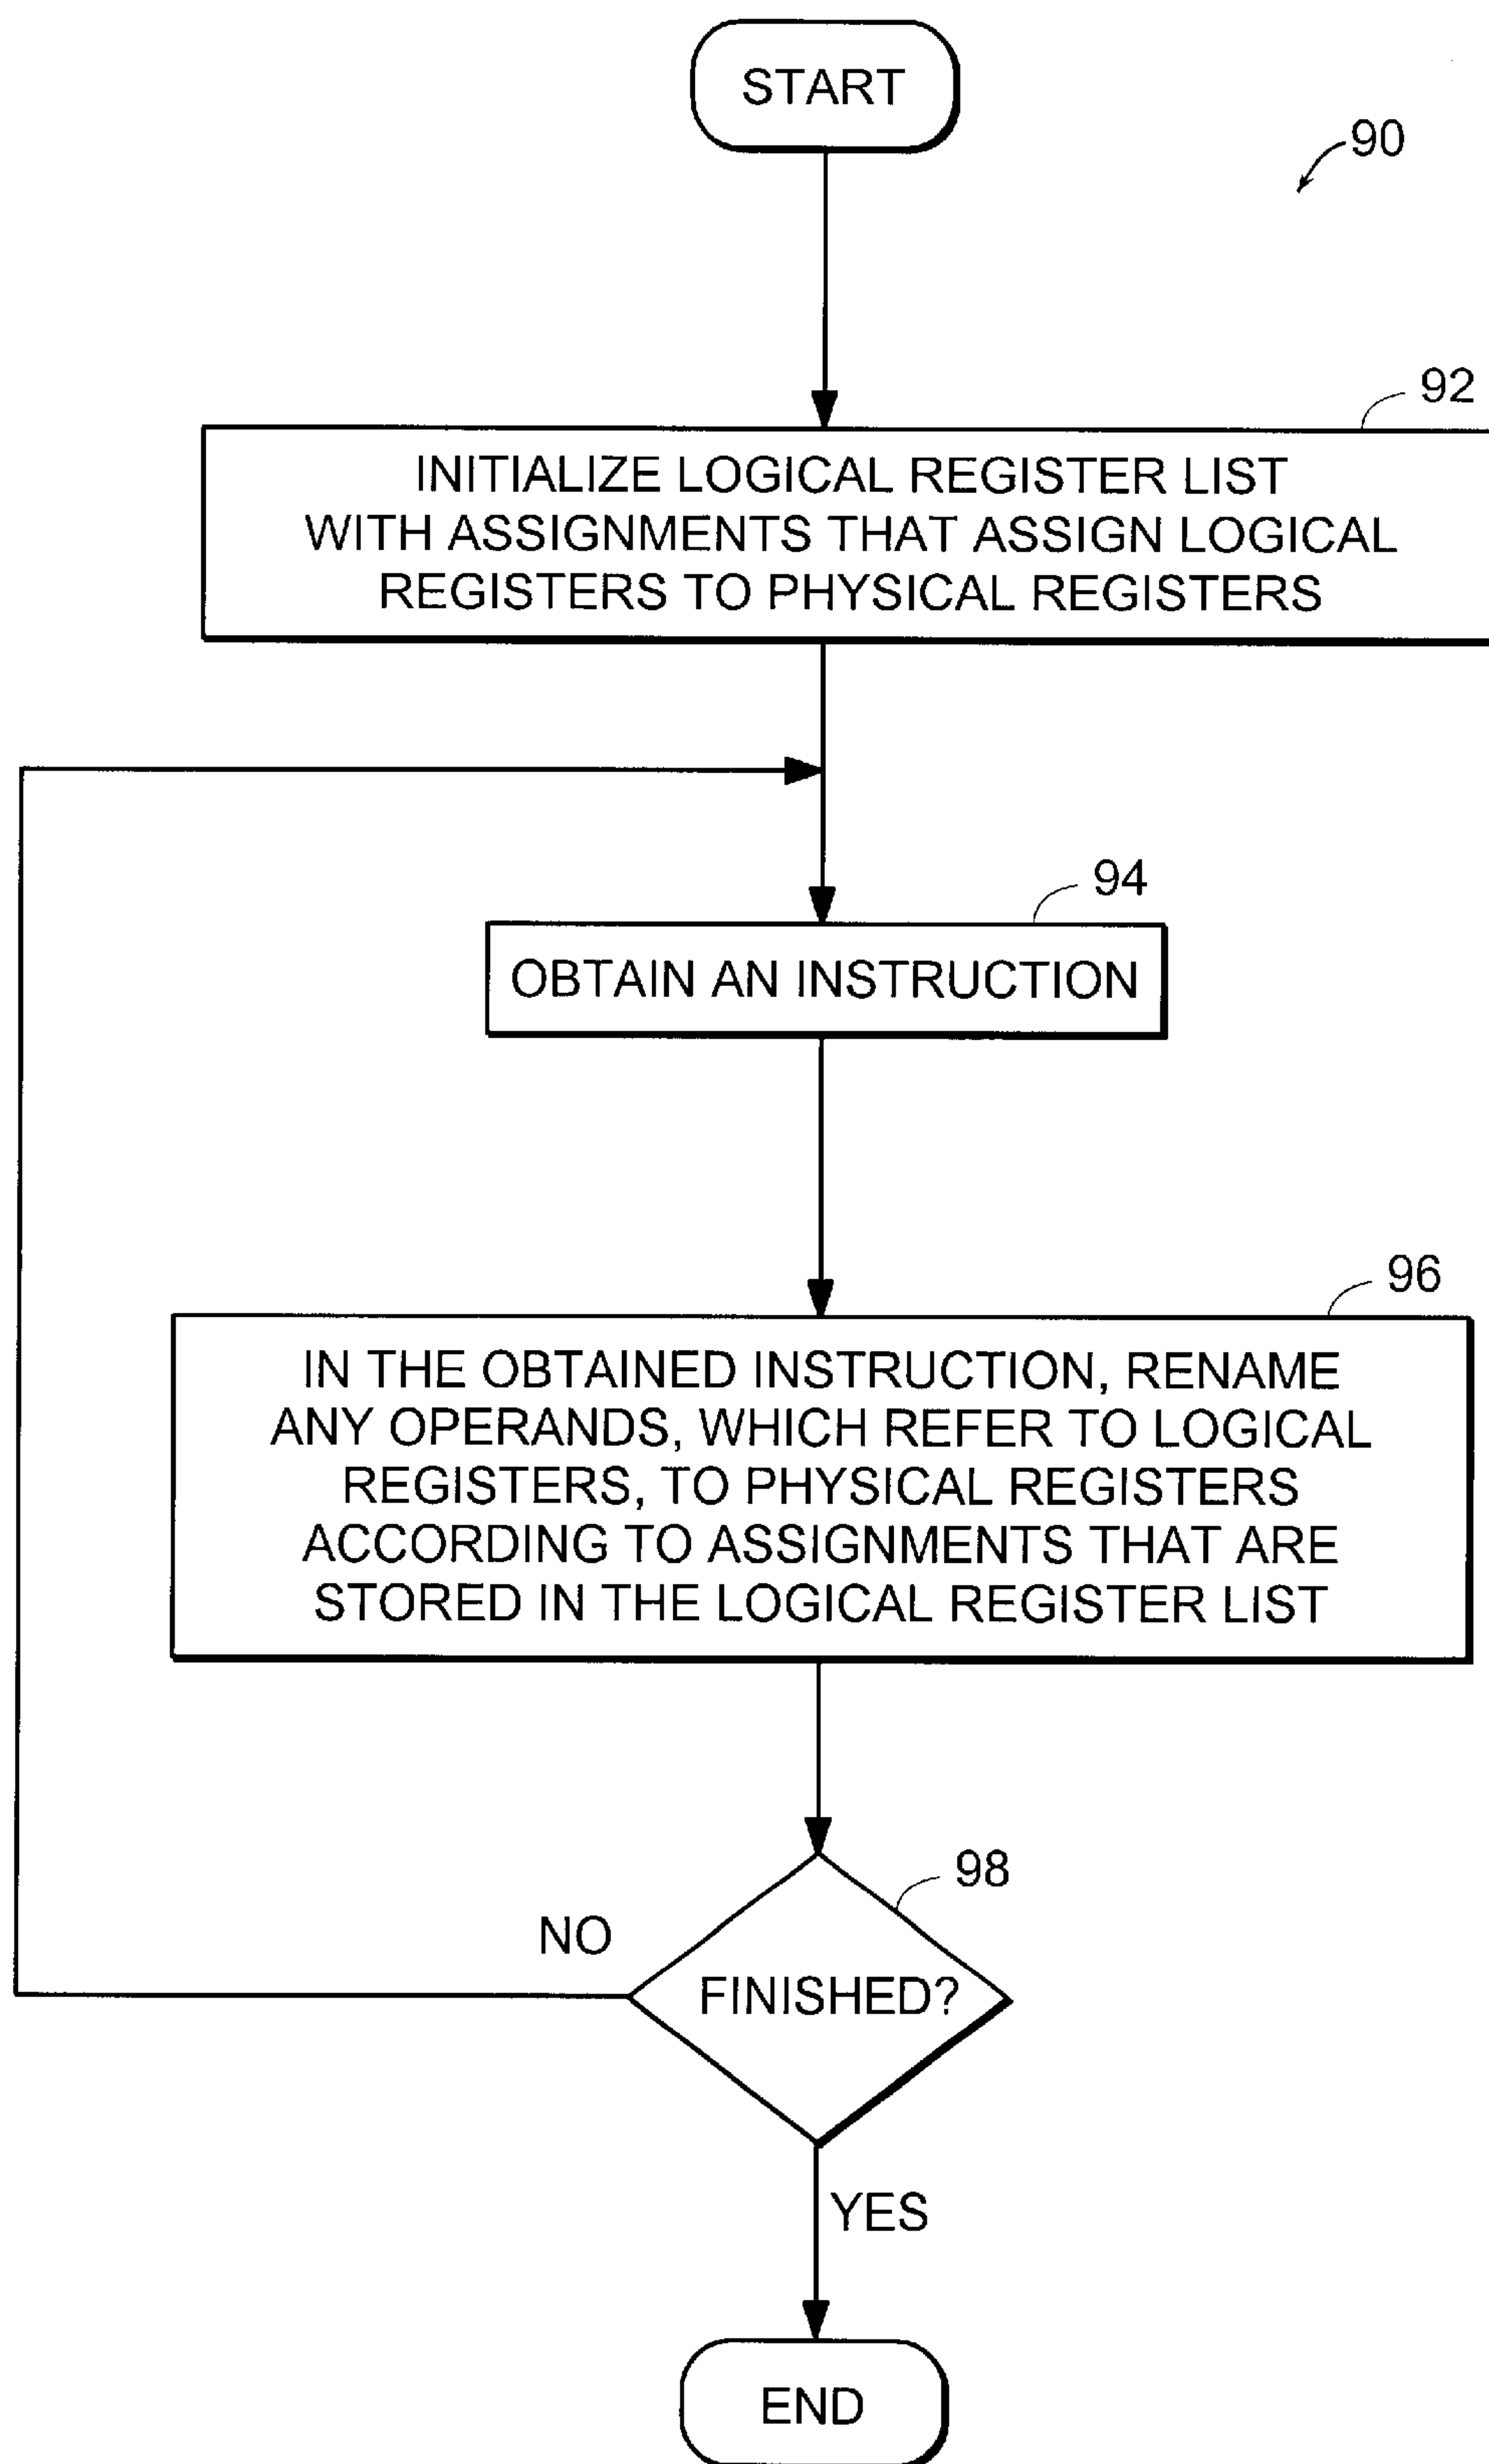 START
90
92
INITIALIZE LOGICAL REGISTER LIST
WITH ASSIGNMENTS THAT ASSIGN LOGICAL
REGISTERS TO PHYSICAL REGISTERS
94
OBTAIN AN INSTRUCTION
96
IN THE OBTAINED INSTRUCTION, RENAME
ANY OPERANDS, WHICH REFER TO LOGICAL
REGISTERS, TO PHYSICAL REGISTERS
ACCORDING TO ASSIGNMENTS THAT ARE
STORED IN THE LOGICAL REGISTER LIST
98
NO
FINISHED?
YES
END